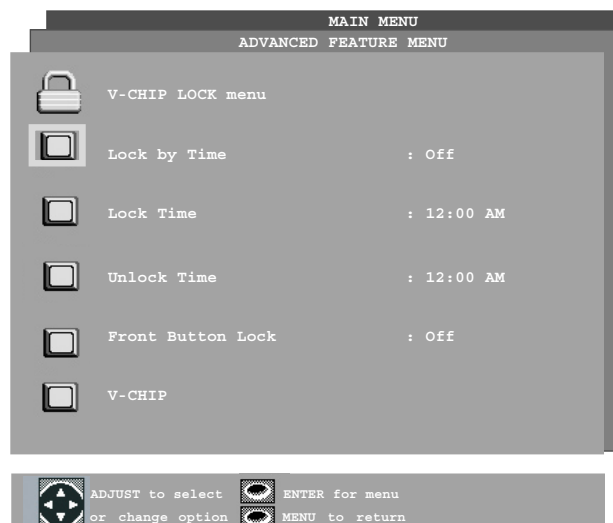 MAIN MENU
ADVANCED FEATURE MENU
V-CHIP LOCK menu
Lock by Time : Off
Lock Time : 12:00 AM
Unlock Time : 12:00 AM
Front Button Lock : Off
V-CHIP
ADJUST to select ENTER for menu
or change option MENU to return